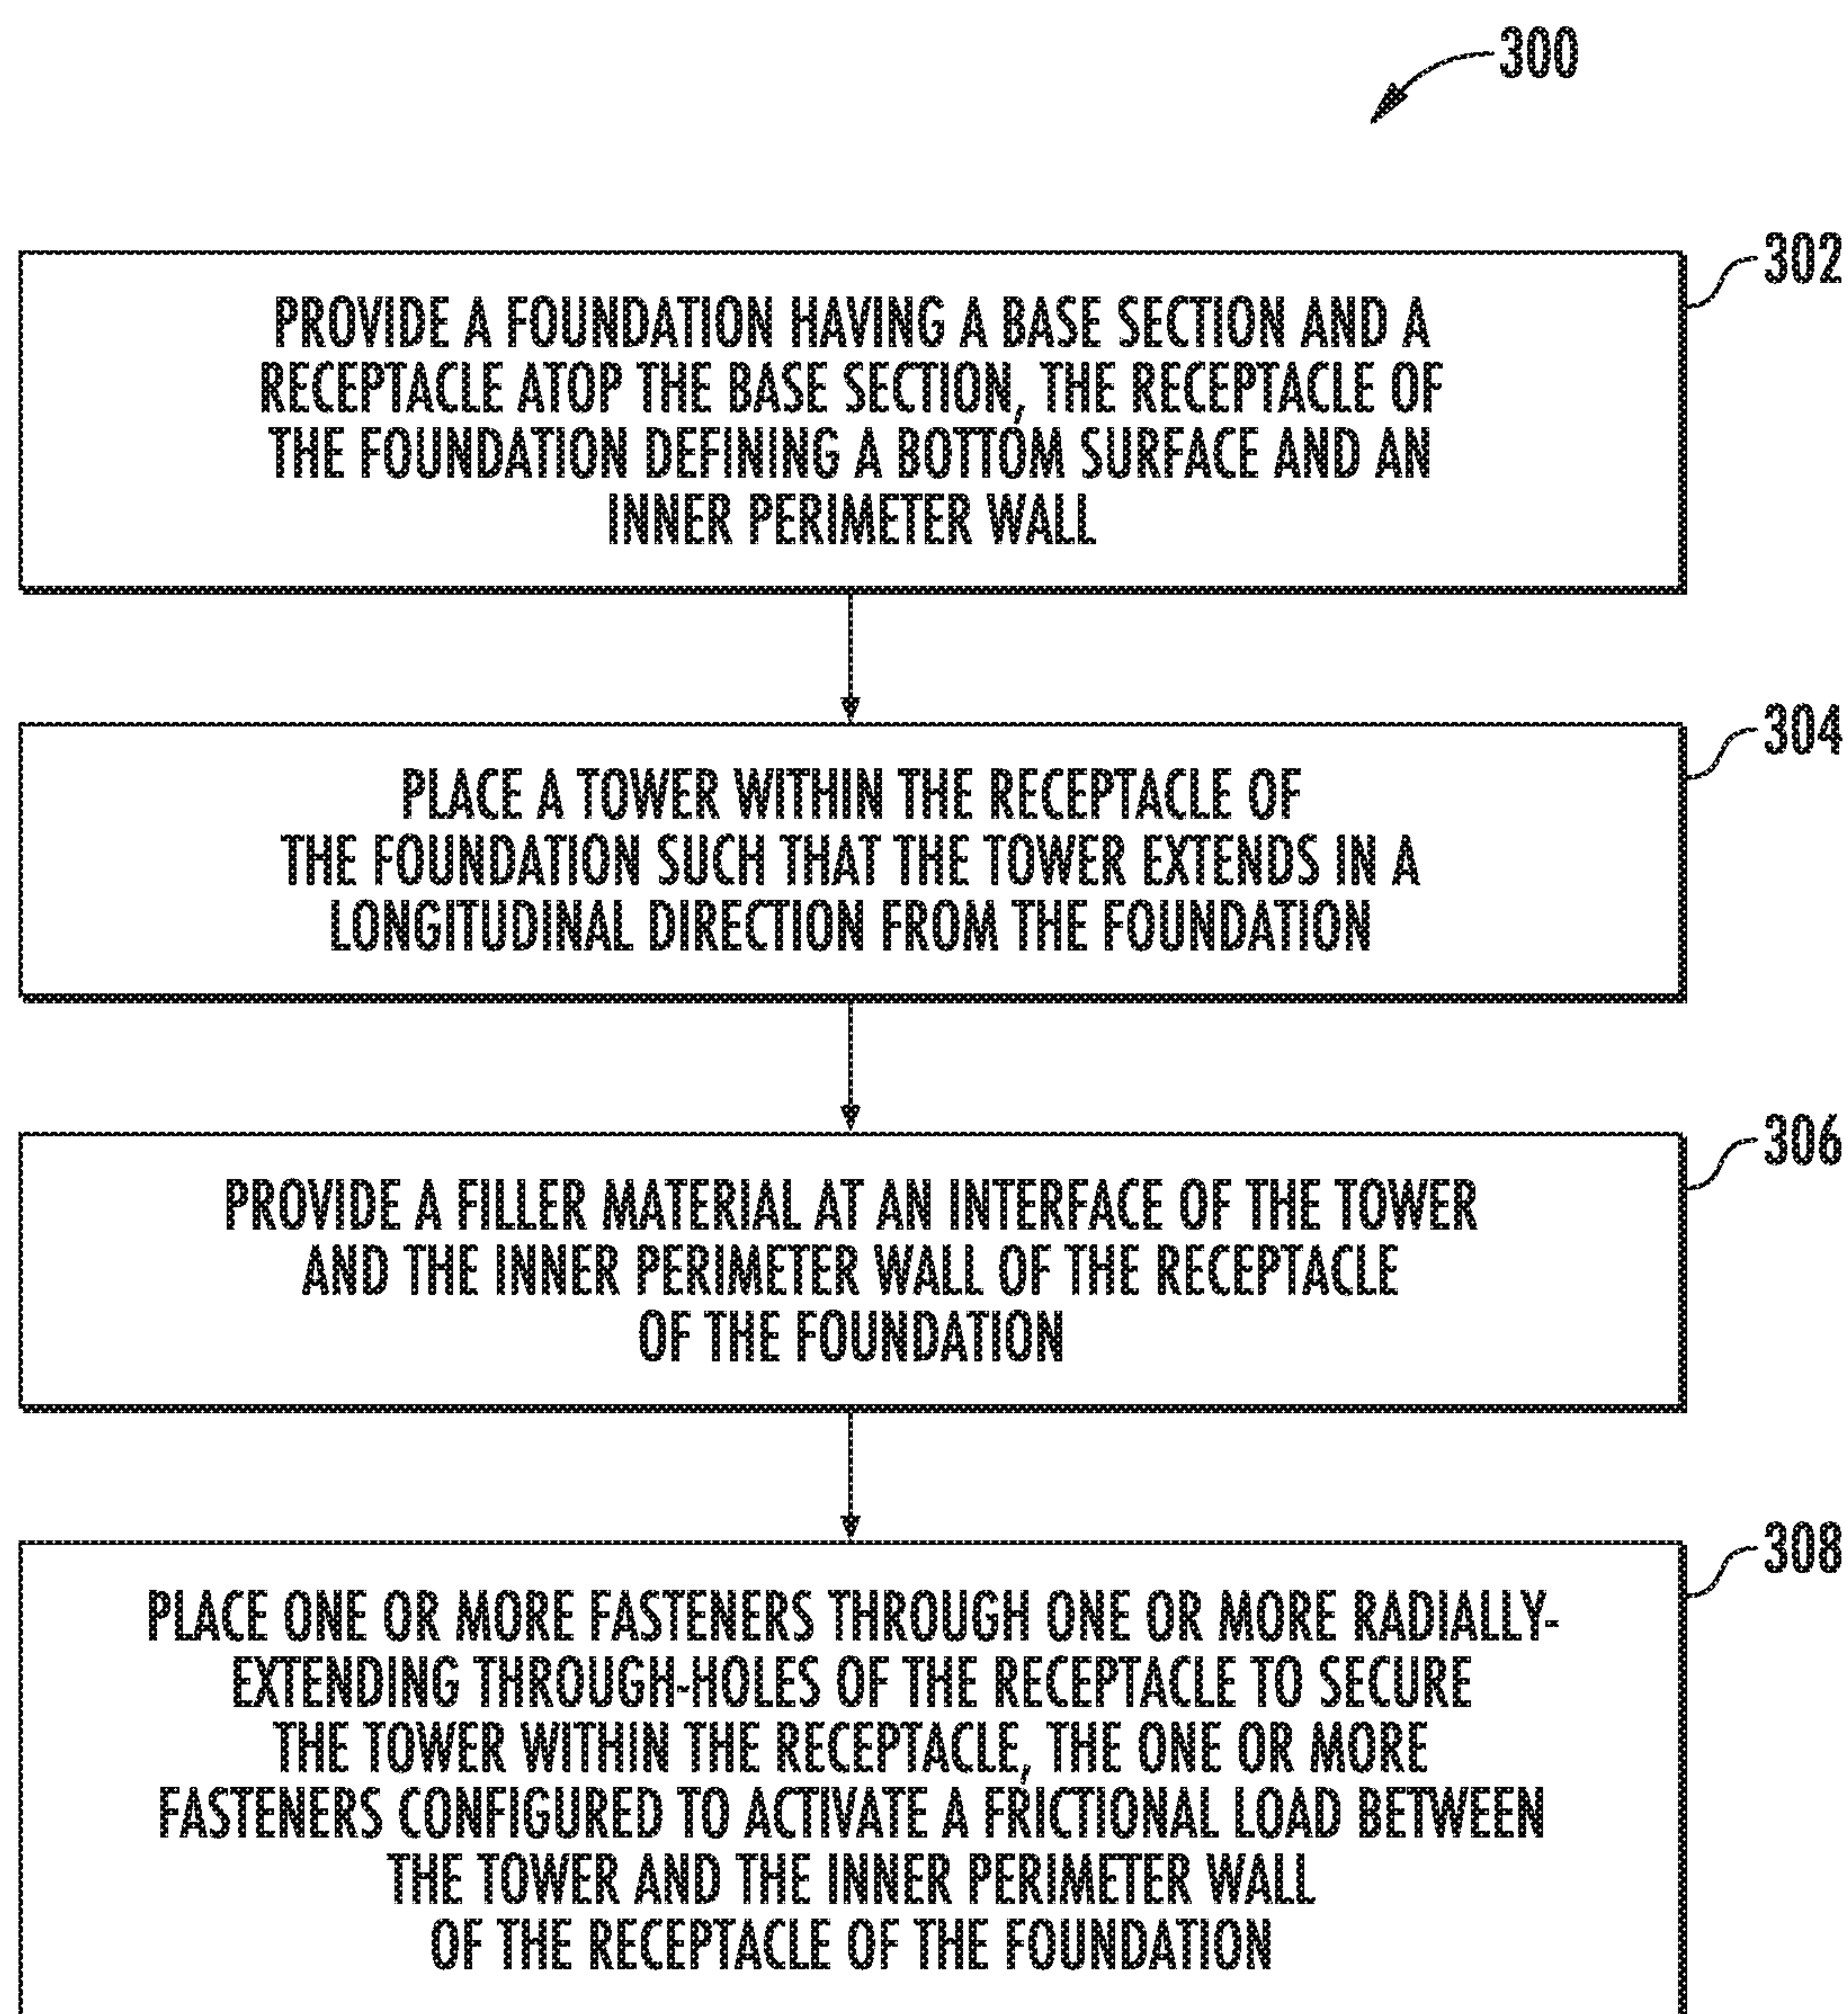 300
302
PROVIDE A FOUNDATION HAVING A BASE SECTION AND A
RECEPTACLE ATOP THE BASE SECTION, THE RECEPTACLE OF
THE FOUNDATION DEFINING A BOTTOM SURFACE AND AN
INNER PERIMETER WALL
304
PLACE A TOWER WITHIN THE RECEPTACLE OF
THE FOUNDATION SUCH THAT THE TOWER EXTENDS IN A
LONGITUDINAL DIRECTION FROM THE FOUNDATION
306
PROVIDE A FILLER MATERIAL AT AN INTERFACE OF THE TOWER
AND THE INNER PERIMETER WALL OF THE RECEPTACLE
OF THE FOUNDATION
308
PLACE ONE OR MORE FASTENERS THROUGH ONE OR MORE RADIALLY-
EXTENDING THROUGH-HOLES OF THE RECEPTACLE TO SECURE
THE TOWER WITHIN THE RECEPTACLE, THE ONE OR MORE
FASTENERS CONFIGURED TO ACTIVATE A FRICTIONAL LOAD BETWEEN
THE TOWER AND THE INNER PERIMETER WALL
OF THE RECEPTACLE OF THE FOUNDATION